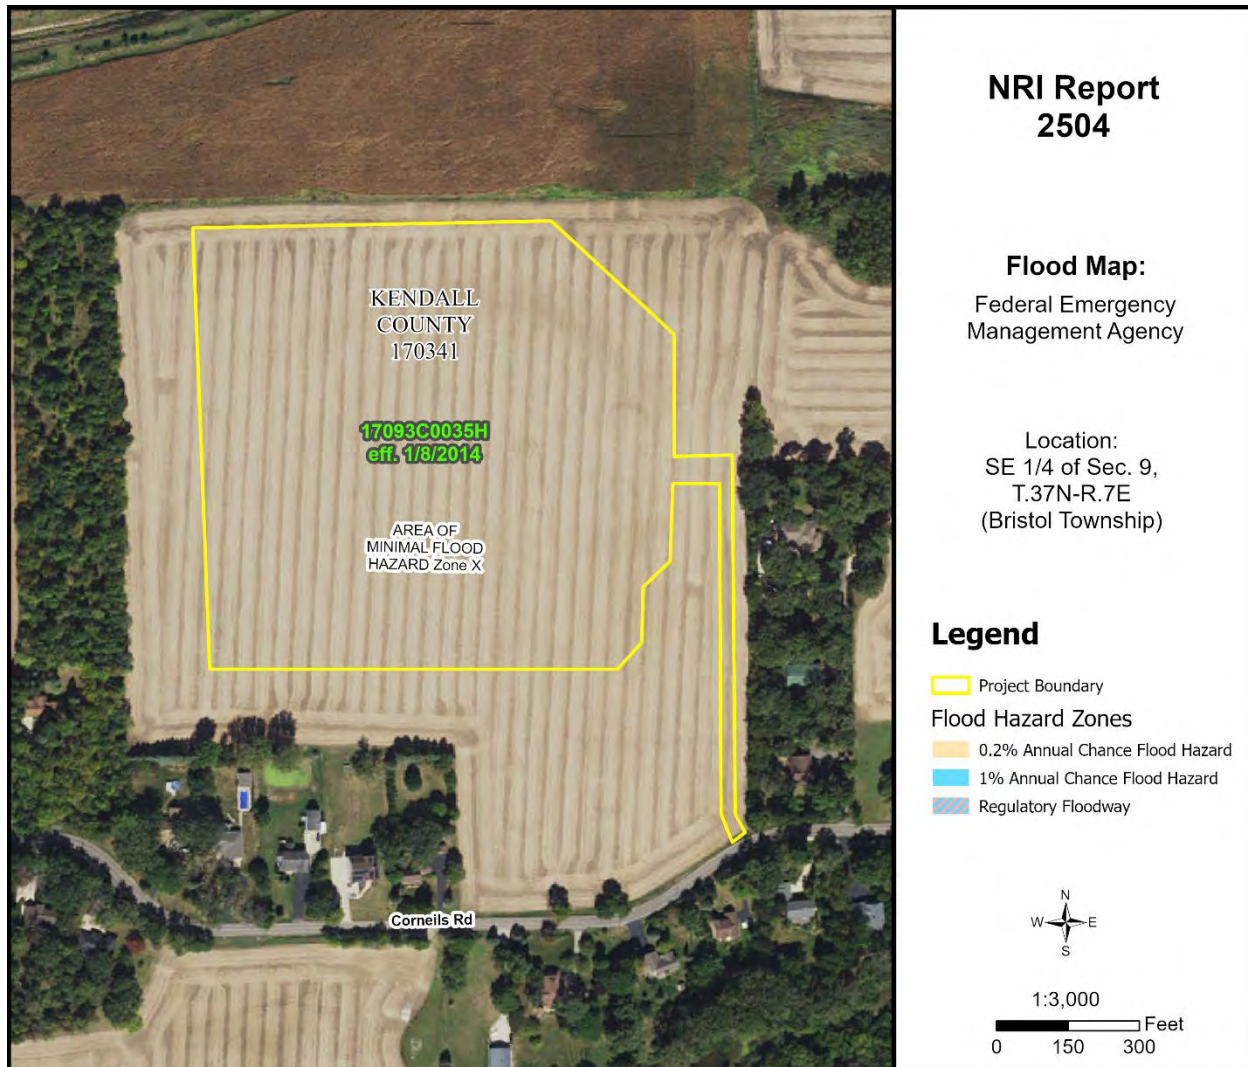 KENDALL
COUNTY
170341
17093C0035H
eff. 1/8/2014
AREA OF
MINIMAL FLOOD
HAZARD Zone X
Corneils Rd
NRI Report
2504
Flood Map:
Federal Emergency
Management Agency
Location:
SE 1/4 of Sec. 9,
T.37N-R.7E
(Bristol Township)
Legend
Project Boundary
Flood Hazard Zones
0.2% Annual Chance Flood Hazard
1% Annual Chance Flood Hazard
Regulatory Floodway
N
W E
S
1:3,000
Feet
0 150 300